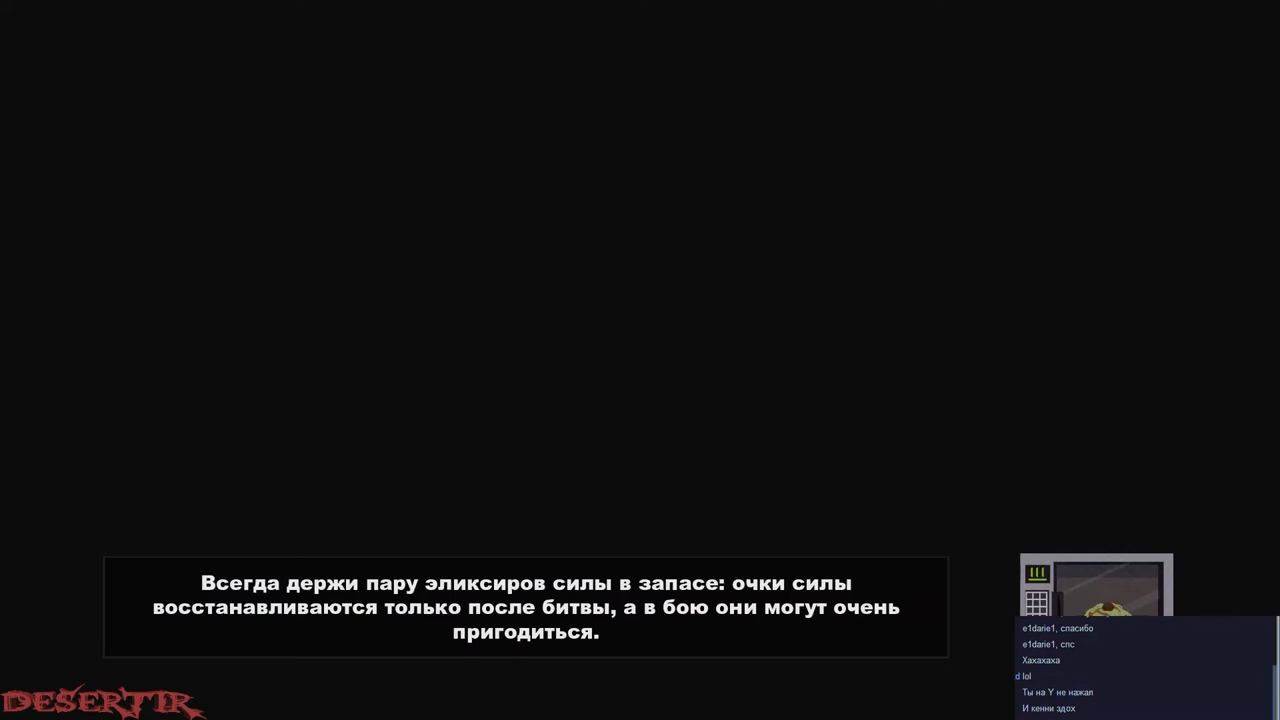 Всегда держи пару эликсиров силы в запасе: очки силы
восстанавливаются только после битвы, а в бою они могут очень
пригодиться.
e1darie1, спасибо
e1darie1, спс
Хахахаха
d lol
Ты на Y не нажал
И кенни здох
DESERTIR